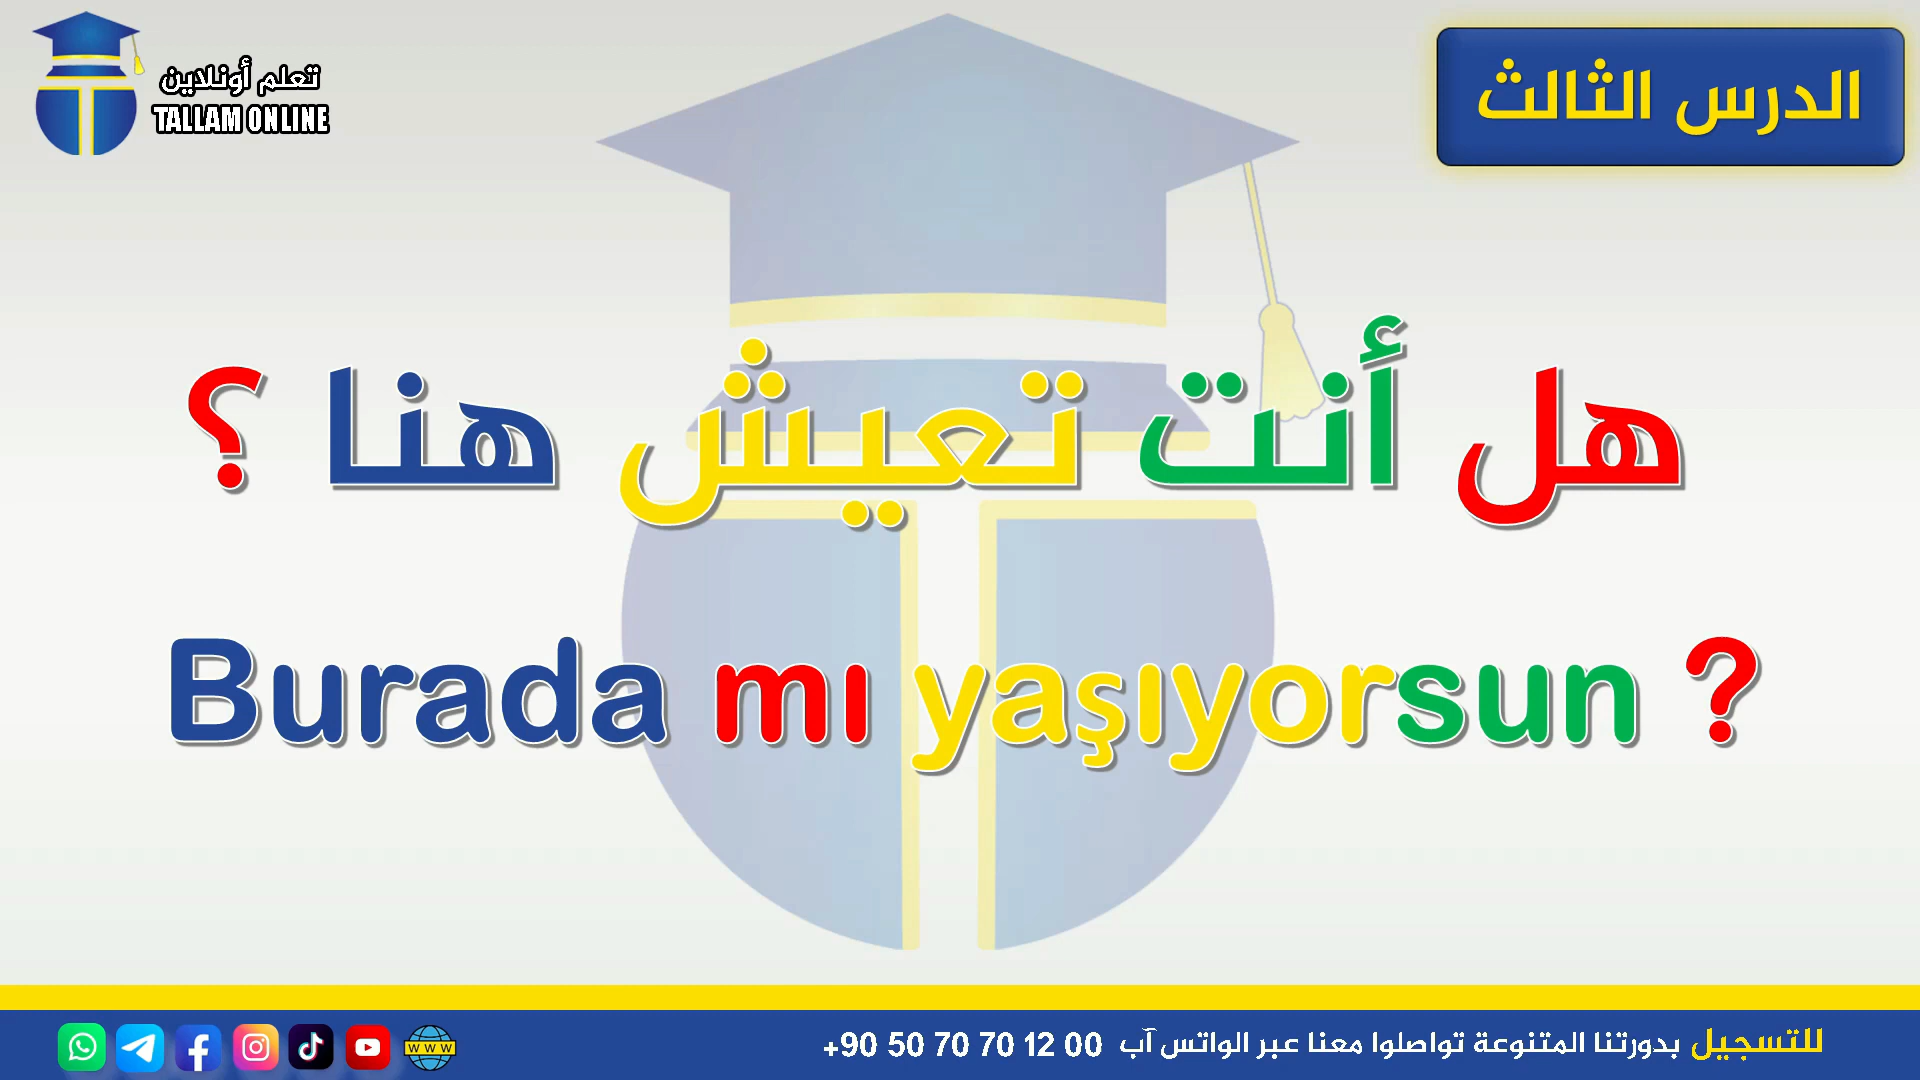 تعلم أونلاين
TALLAM ONLINE
الدرس الثالث
هل أنت تعيش هنا ؟
Burada mı yaşıyorsun ?
للتسجيل بدورتنا المتنوعة تواصلوا معنا عبر الواتس آب +90 50 70 70 12 00
WWW